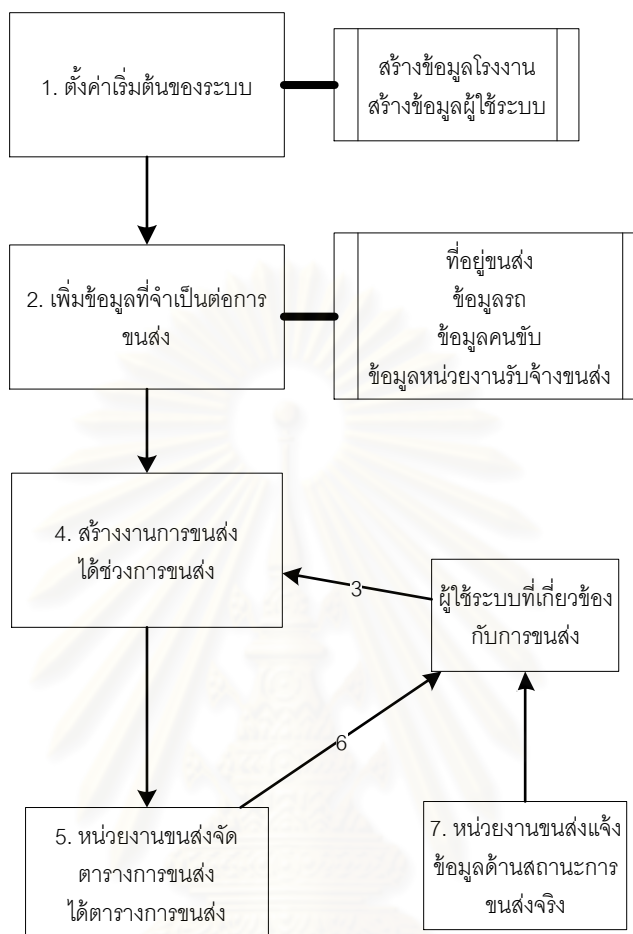 1. ตั้งค่าเริ่มต้นของระบบ
สร้างข้อมูลโรงงาน
สร้างข้อมูลผู้ใช้ระบบ
2. เพิ่มข้อมูลที่จำเป็นต่อการ
ขนส่ง
ที่อยู่ขนส่ง
ข้อมูลรถ
ข้อมูลคนขับ
ข้อมูลหน่วยงานรับจ้างขนส่ง
4. สร้างงานการขนส่ง
ได้ช่วงการขนส่ง
3
ผู้ใช้ระบบที่เกี่ยวข้อง
กับการขนส่ง
6
5. หน่วยงานขนส่งจัด
ตารางการขนส่ง
ได้ตารางการขนส่ง
7. หน่วยงานขนส่งแจ้ง
ข้อมูลด้านสถานะการ
ขนส่งจริง